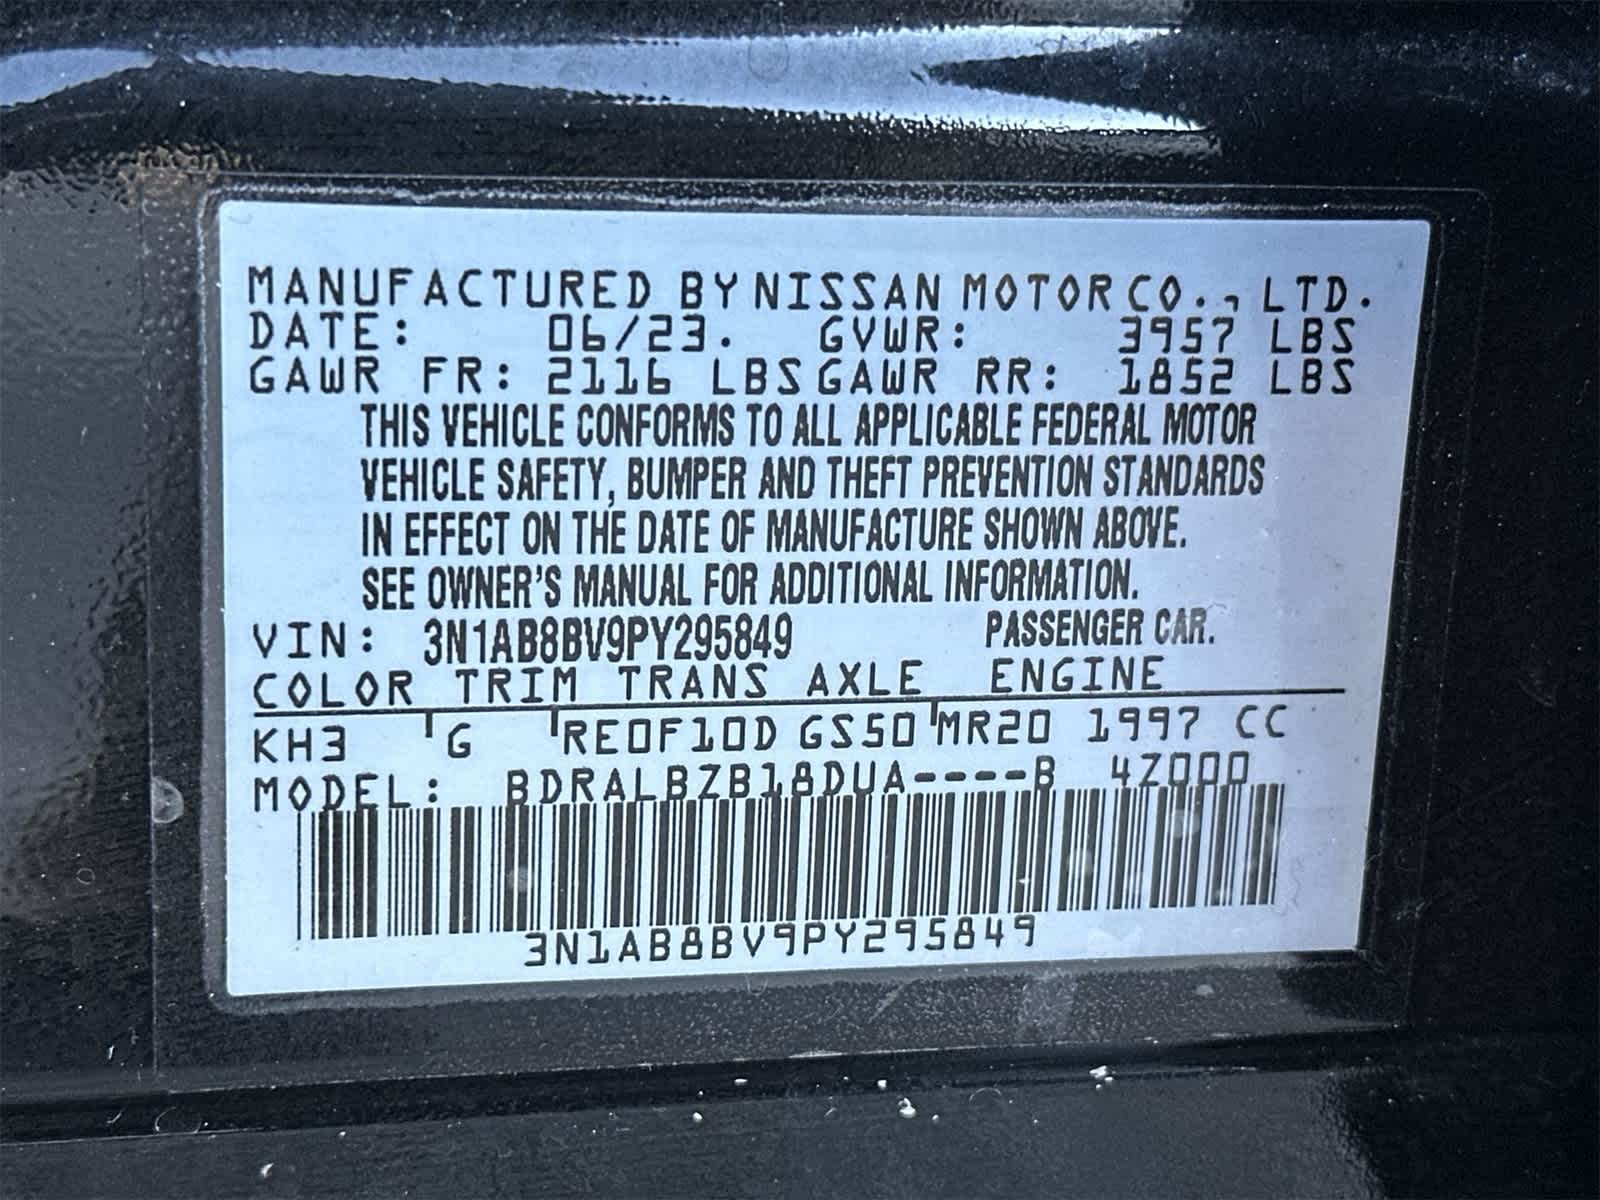 MANUFACTURED BY NISSAN MOTOR CO., LTD.
DATE: 06/23. GVWR: 3957 LBS
GAWR FR: 2116 LBS GAWR RR: 1852 LBS
THIS VEHICLE CONFORMS TO ALL APPLICABLE FEDERAL MOTOR
VEHICLE SAFETY, BUMPER AND THEFT PREVENTION STANDARDS
IN EFFECT ON THE DATE OF MANUFACTURE SHOWN ABOVE.
SEE OWNER'S MANUAL FOR ADDITIONAL INFORMATION.
VIN: 3N1AB8BV9PY295849 PASSENGER CAR.
COLOR TRIM TRANS AXLE ENGINE
KH3 G RE0F10D GS50 MR20 1997 CC
MODEL: BDRALBZB18DUA----B 4Z000
3N1AB8BV9PY295849